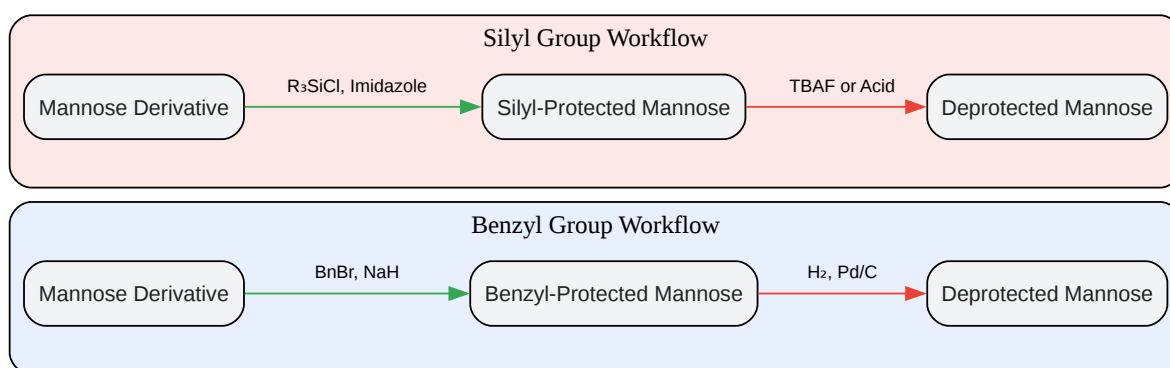 Silyl Group Workflow
Mannose Derivative
R₃SiCl, Imidazole
Silyl-Protected Mannose
TBAF or Acid
Deprotected Mannose
Benzyl Group Workflow
Mannose Derivative
BnBr, NaH
Benzyl-Protected Mannose
H₂, Pd/C
Deprotected Mannose